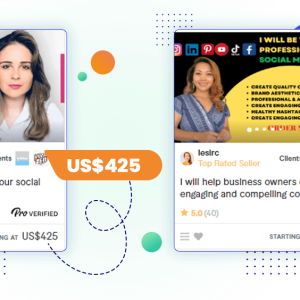 ents
our social
Pro VERIFIED
NG AT US$425
US$425
I WILL BE
PROFESSIONA
SOCIAL M
CREATE QUALITY C
BRAND AESTHETIC
PROFESSIONAL &
CREATE ENGAGING
HEALTHY HASHTAG
CREATE ENGAGING
ORDER
leslrc
Top Rated Seller
Clients
I will help business owners
engaging and compelling co
5.0 (40)
STARTING